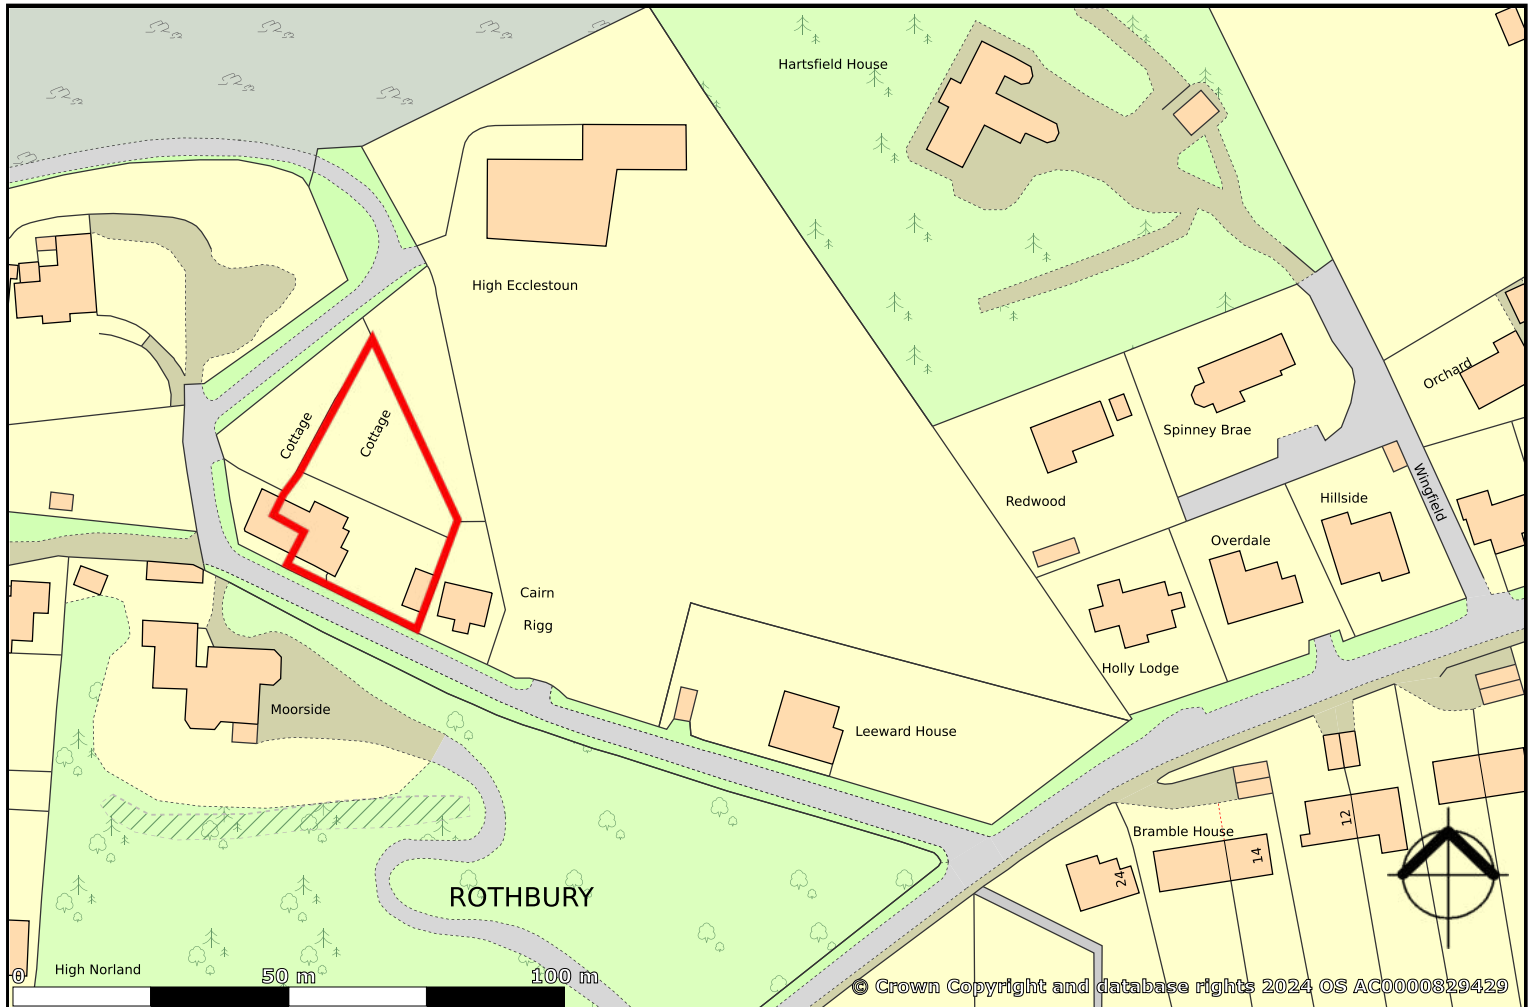 Hartsfield House
High Ecclestoun
Orchard
Cottage
Cottage
Spinney Brae
Redwood
Wingfield
Hillside
Overdale
Cairn
Rigg
Holly Lodge
Moorside
Leeward House
12
Bramble House
14
24
ROTHBURY
High Norland
0
50 m
100 m
© Crown Copyright and database rights 2024 OS AC0000829429